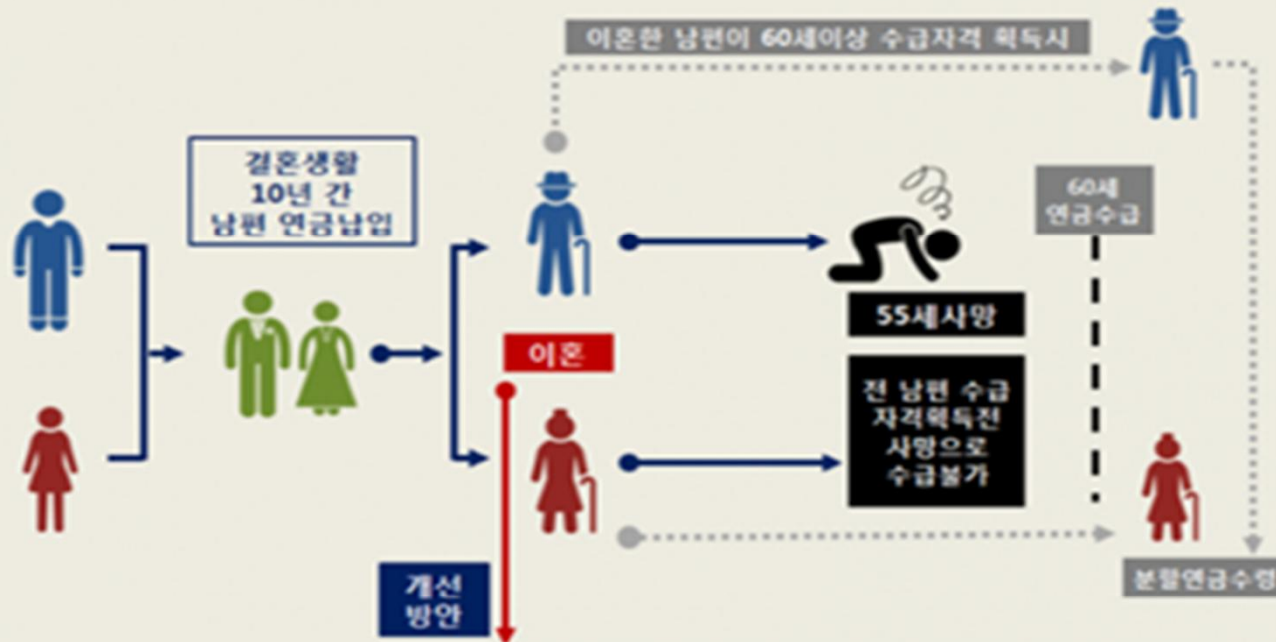 이혼한 남편이 60세이상 수급자격 획득시
결혼생활
10년 간
남편 연금납입
60세
연금수급
55세사망
이혼
전 남편 수급
자격획득전
사망으로
수급불가
개선
방안
분할연금수령